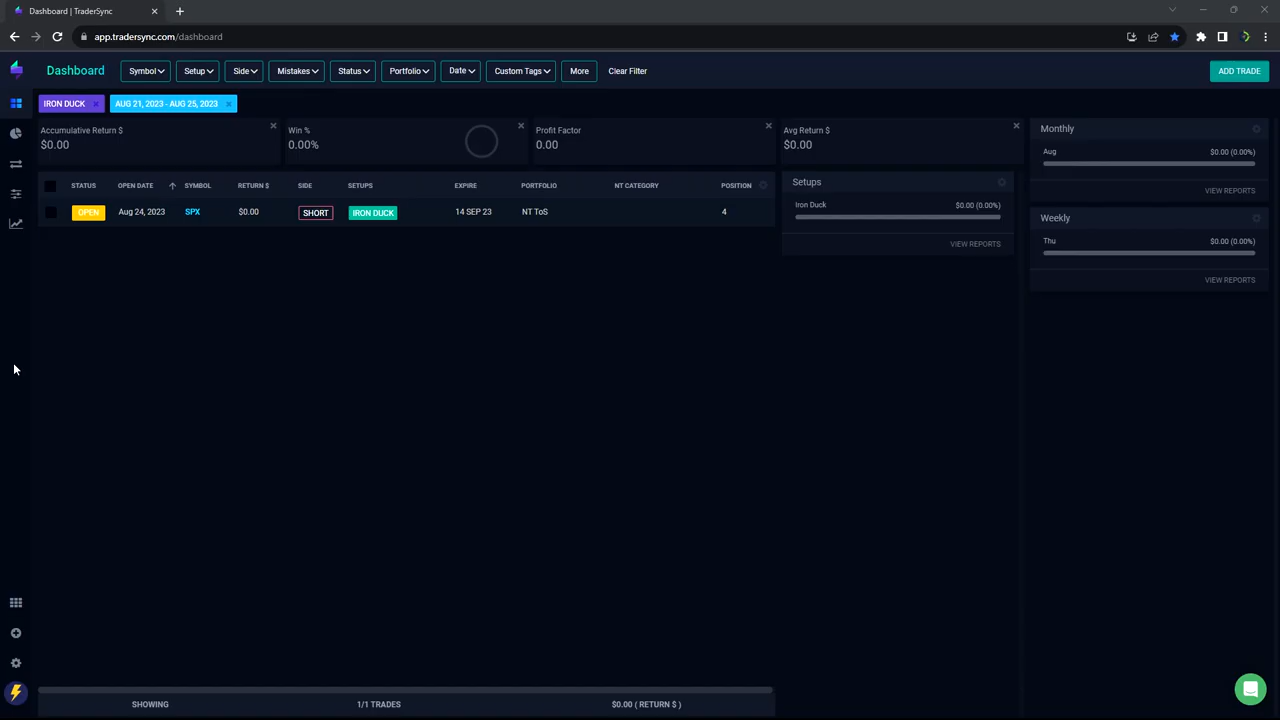 Dashboard | TraderSync
app.tradersync.com/dashboard
Dashboard
Symbol
Setup
Side
Mistakes
Status
Portfolio
Date
Custom Tags
More
Clear Filter
ADD TRADE
IRON DUCK
AUG 21, 2023 - AUG 25, 2023
Accumulative Return $
$0.00
Win %
0.00%
Profit Factor
0.00
Avg Return $
$0.00
STATUS OPEN DATE SYMBOL RETURN $ SIDE SETUPS EXPIRE PORTFOLIO NT CATEGORY POSITION
OPEN Aug 24, 2023 SPX $0.00 SHORT IRON DUCK 14 SEP 23 NT ToS 4
Setups
Iron Duck $0.00 (0.00%)
VIEW REPORTS
Monthly
Aug $0.00 (0.00%)
VIEW REPORTS
Weekly
Thu $0.00 (0.00%)
VIEW REPORTS
SHOWING 1/1 TRADES $0.00 ( RETURN $ )